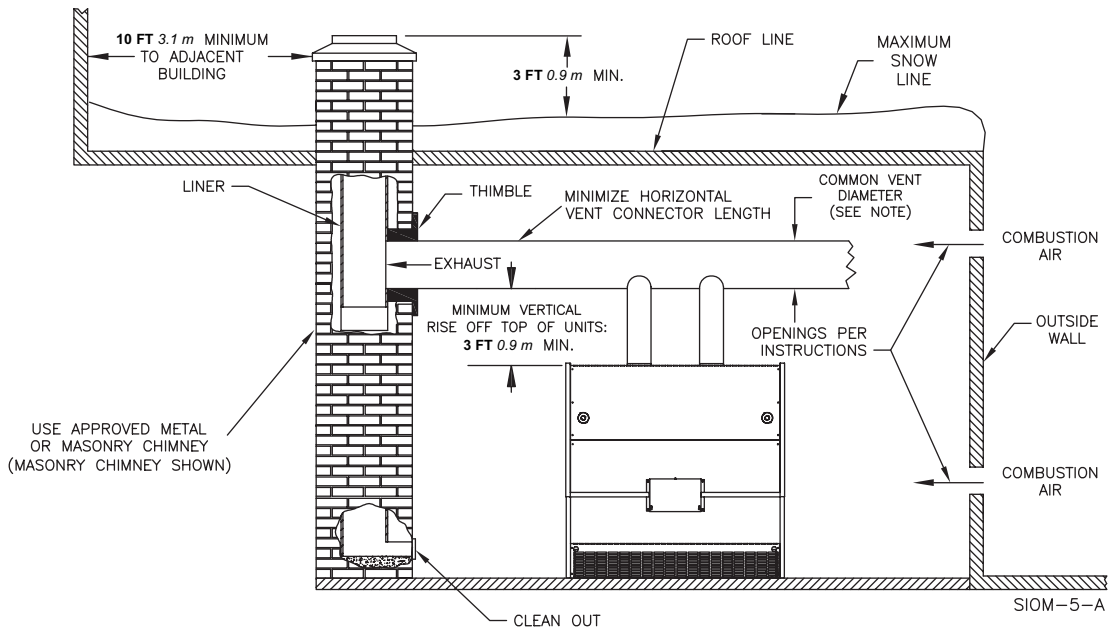 10 FT 3.1 m MINIMUM
TO ADJACENT
BUILDING
3 FT 0.9 m MIN.
ROOF LINE
MAXIMUM
SNOW
LINE
LINER
THIMBLE
MINIMIZE HORIZONTAL
VENT CONNECTOR LENGTH
COMMON VENT
DIAMETER
(SEE NOTE)
COMBUSTION
AIR
EXHAUST
MINIMUM VERTICAL
RISE OFF TOP OF UNITS:
3 FT 0.9 m MIN.
OPENINGS PER
INSTRUCTIONS
OUTSIDE
WALL
USE APPROVED METAL
OR MASONRY CHIMNEY
(MASONRY CHIMNEY SHOWN)
COMBUSTION
AIR
CLEAN OUT
SIOM-5-A